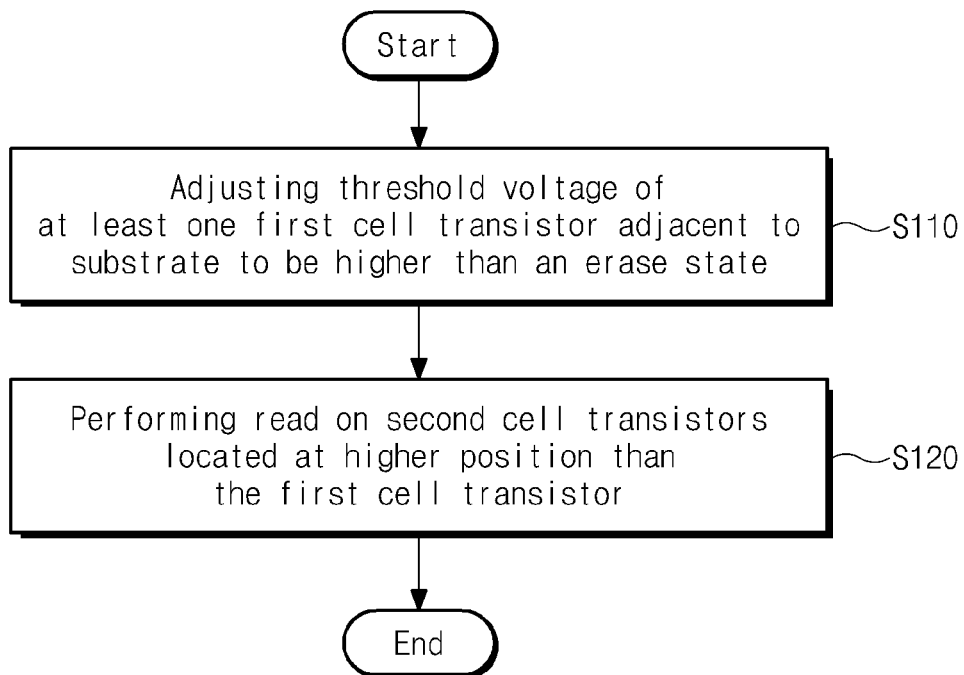 Start
Adjusting threshold voltage of
at least one first cell transistor adjacent to
substrate to be higher than an erase state
S110
Performing read on second cell transistors
located at higher position than
the first cell transistor
S120
End